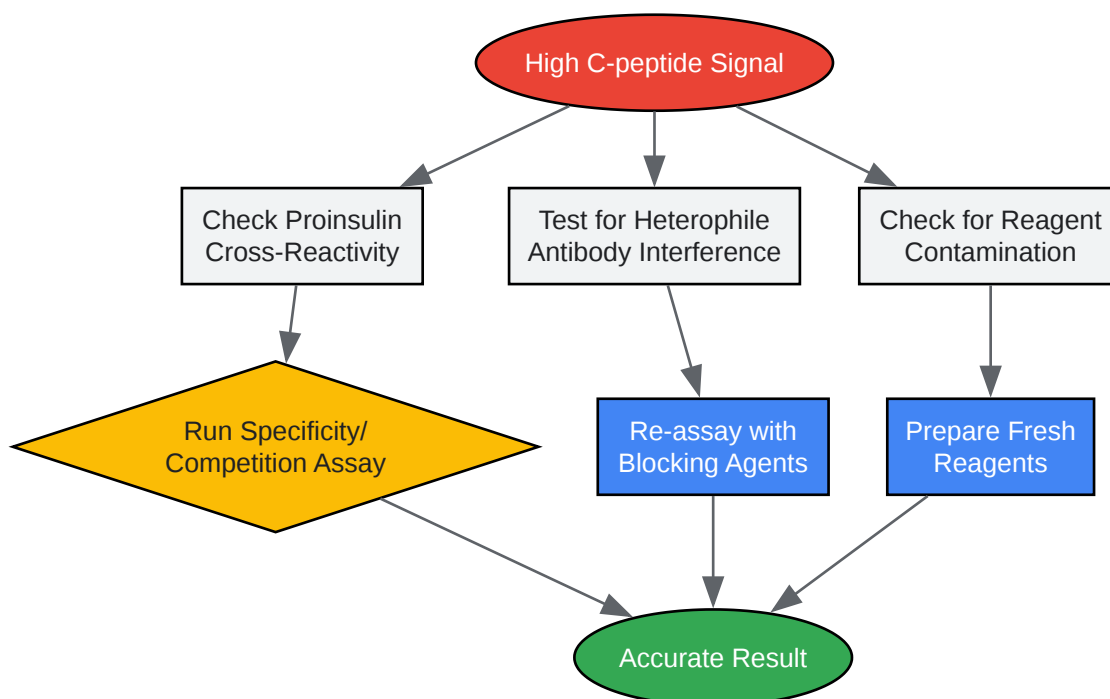 High C-peptide Signal
Check Proinsulin
Cross-Reactivity
Test for Heterophile
Antibody Interference
Check for Reagent
Contamination
Run Specificity/
Competition Assay
Re-assay with
Blocking Agents
Prepare Fresh
Reagents
Accurate Result